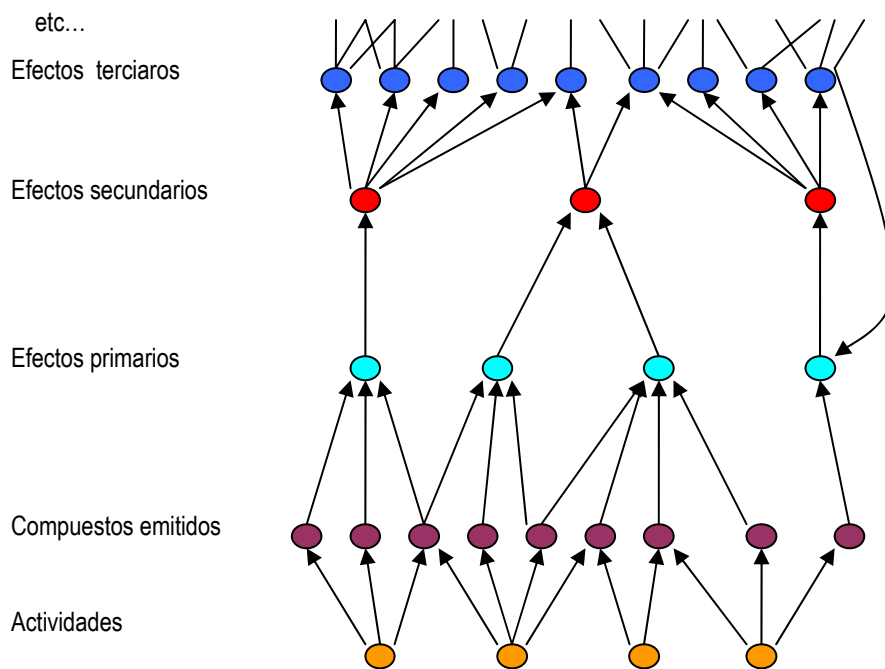 etc…
Efectos terciaros
Efectos secundarios
Efectos primarios
Compuestos emitidos
Actividades